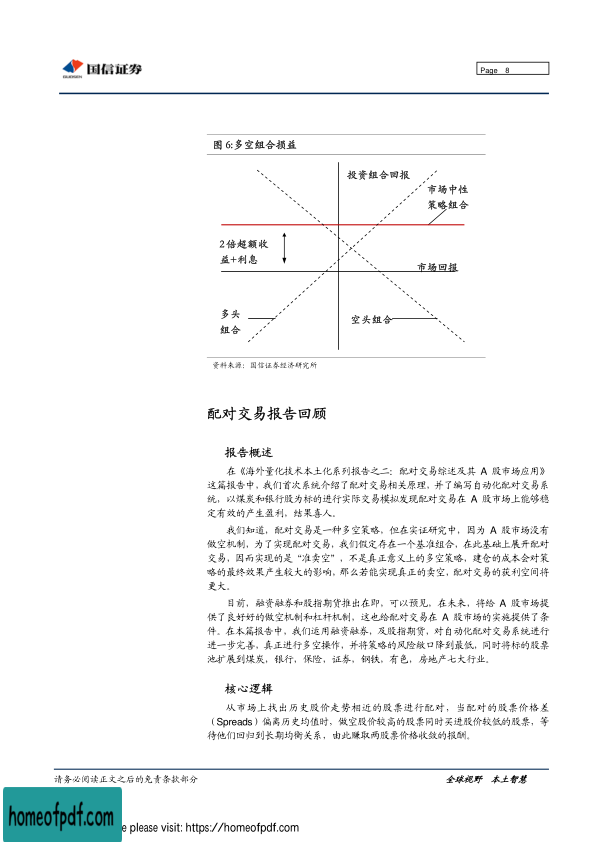 国信证券
GUOSEN
Page 8
图 6:多空组合损益
投资组合回报
市场中性
策略组合
2倍超额收
益+利息
市场回报
多头
组合
空头组合
资料来源：国信证券经济研究所
配对交易报告回顾
报告概述
在《海外量化技术本土化系列报告之二：配对交易综述及其 A 股市场应用》
这篇报告中，我们首次系统介绍了配对交易相关原理，并了编写自动化配对交易系
统，以煤炭和银行股为标的进行实际交易模拟发现配对交易在 A 股市场上能够稳
定有效的产生盈利，结果喜人。
我们知道，配对交易是一种多空策略，但在实证研究中，因为 A 股市场没有
做空机制，为了实现配对交易，我们假定存在一个基准组合，在此基础上展开配对
交易，因而实现的是“准卖空”，不是真正意义上的多空策略，建仓的成本会对策
略的最终效果产生较大的影响，那么若能实现真正的卖空，配对交易的获利空间将
更大。
目前，融资融券和股指期货推出在即，可以预见，在未来，将给 A 股市场提
供了良好好的做空机制和杠杆机制，这也给配对交易在 A 股市场的实施提供了条
件。在本篇报告中，我们运用融资融券，及股指期货，对自动化配对交易系统进行
进一步完善，真正进行多空操作，并将策略的风险敞口降到最低，同时将标的股票
池扩展到煤炭，银行，保险，证券，钢铁，有色，房地产七大行业。
核心逻辑
从市场上找出历史股价走势相近的股票进行配对，当配对的股票价格差
（Spreads）偏离历史均值时，做空股价较高的股票同时买进股价较低的股票，等
待他们回归到长期均衡关系，由此赚取两股票价格收敛的报酬。
请务必阅读正文之后的免责条款部分
全球视野 本土智慧
homeofpdf.com
e please visit: https://homeofpdf.com